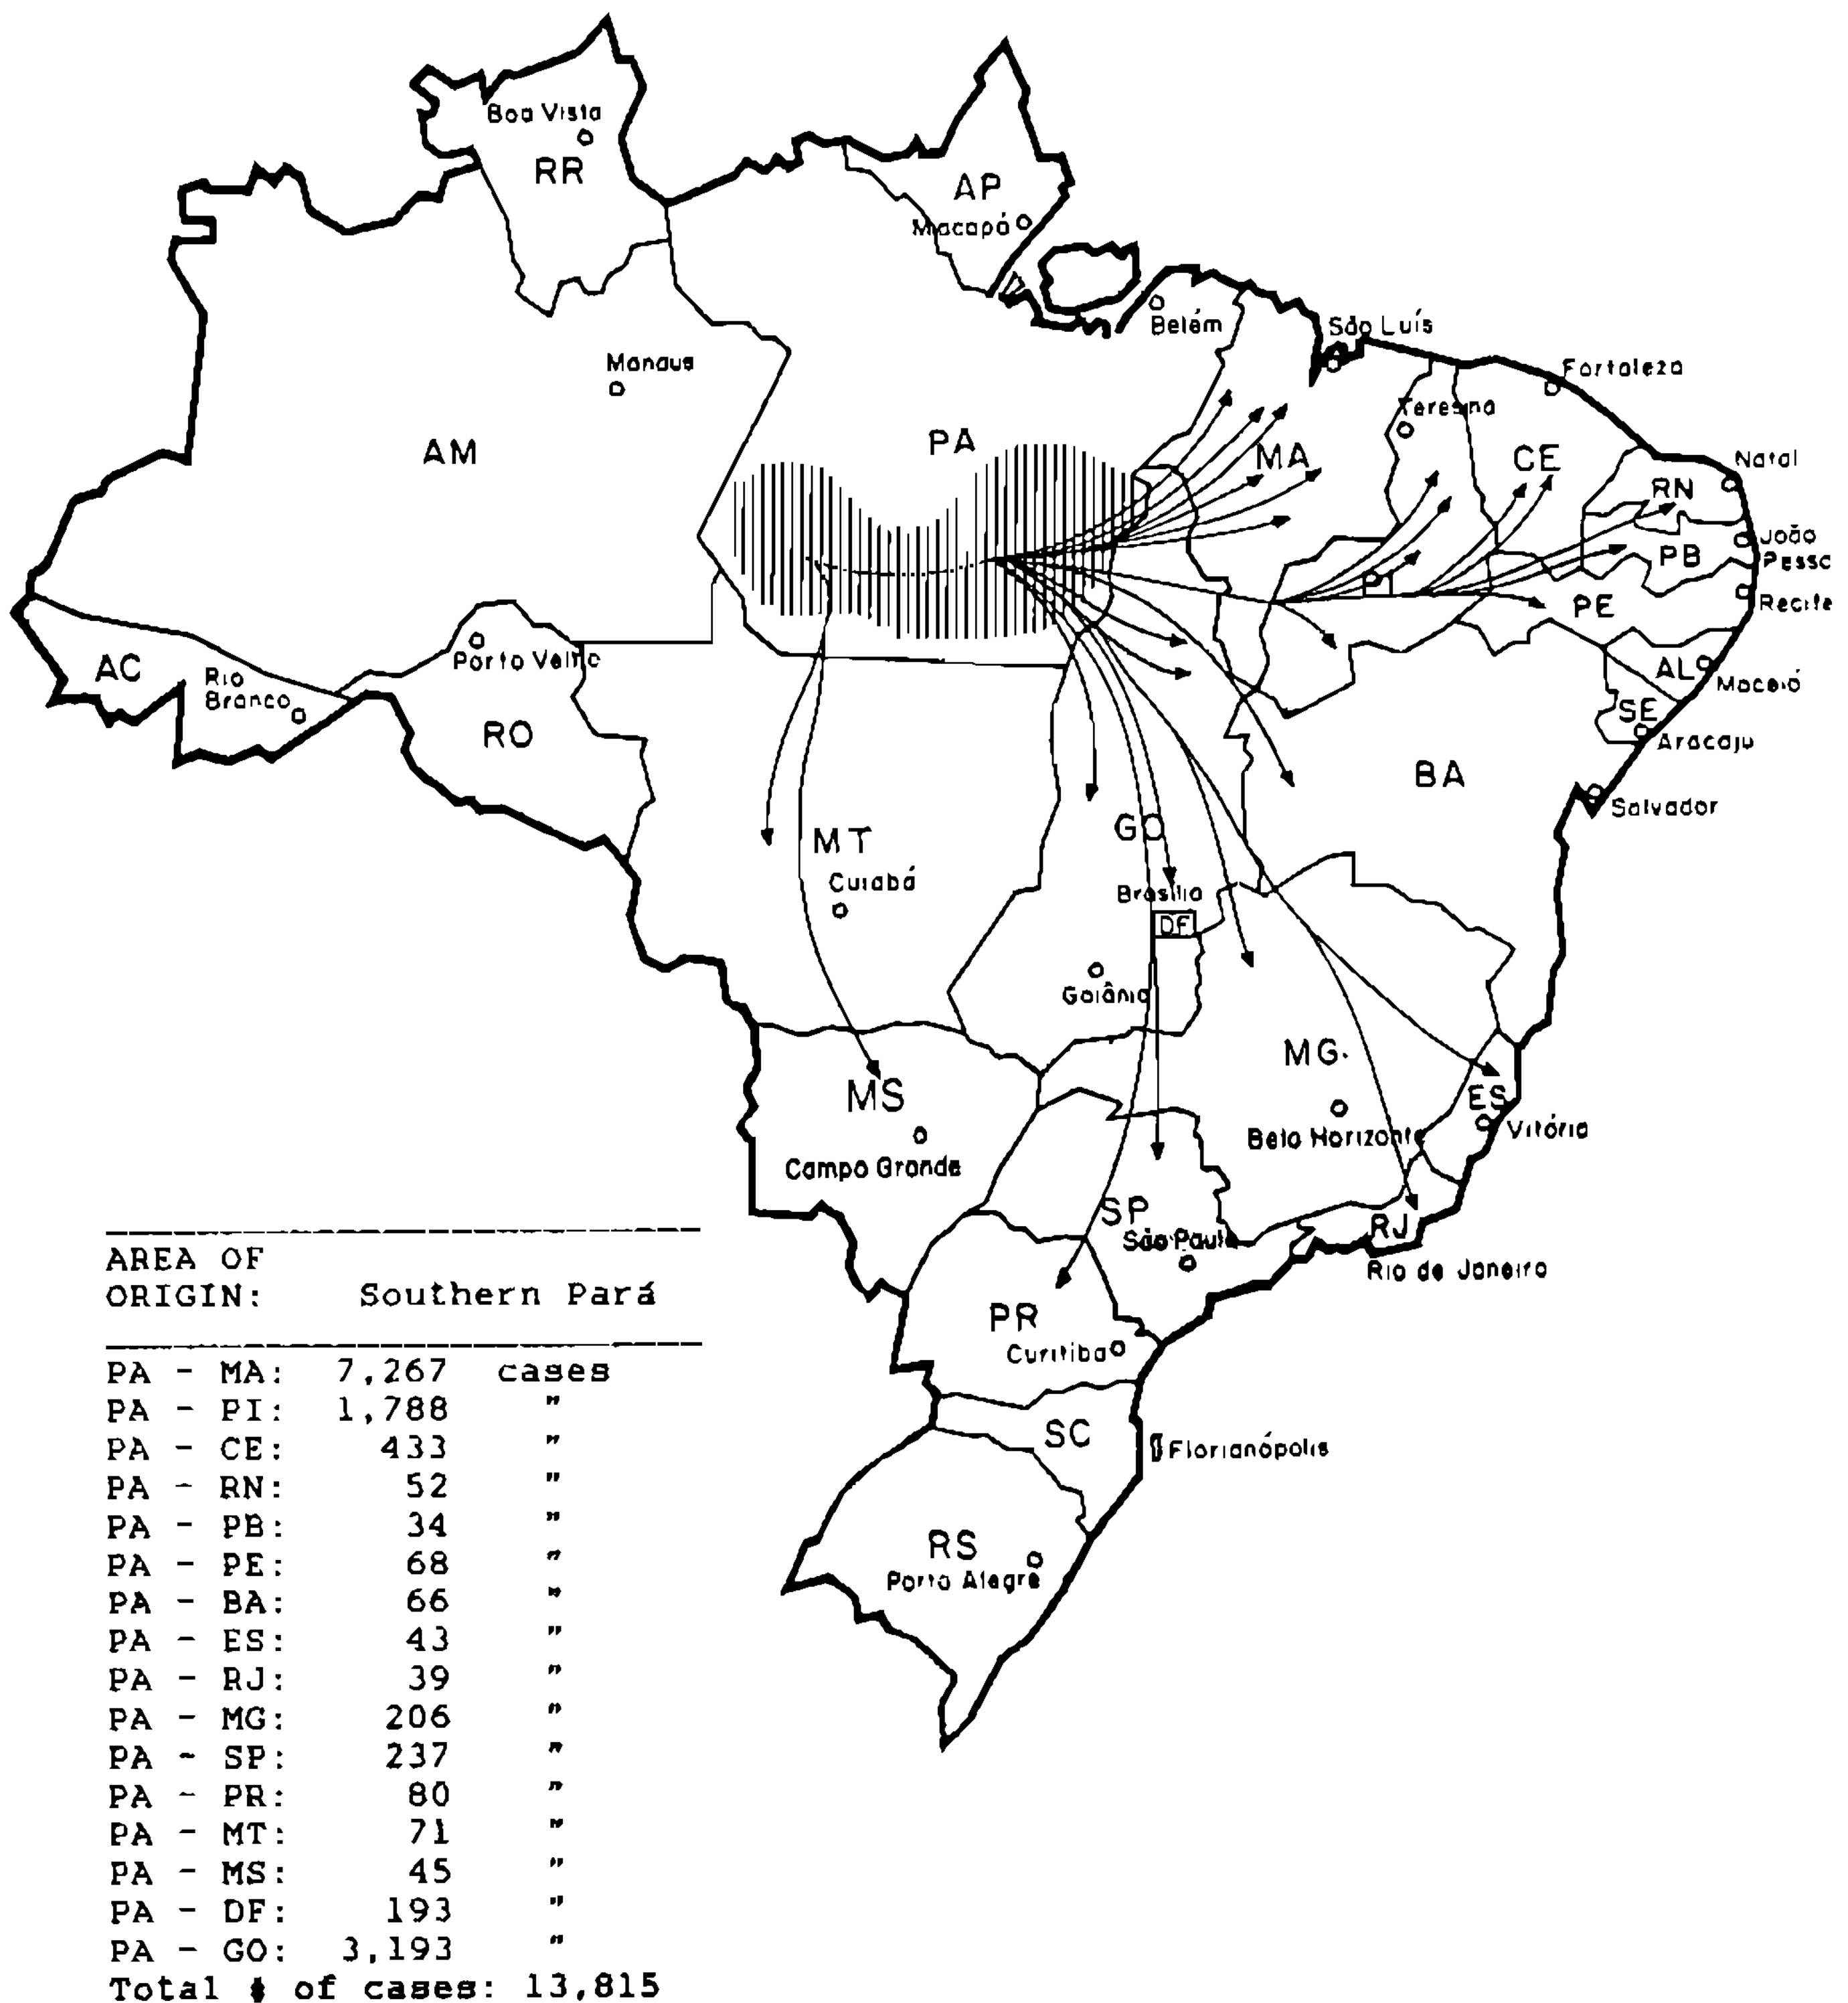 Boa Vista
RR
AP
Macapá
Belém
São Luís
Fortaleza
Teresina
Manaus
AM
PA
MA
CE
Natal
RN
João
Pesso
PB
PI
PE
Recife
AC
Rio
Branco
Porto Velho
RO
AL
Maceió
SE
Aracaju
BA
Salvador
MT
Cuiabá
GO
Brasília
DF
Goiânia
MG
MS
Campo Grande
Belo Horizonte
ES
Vitória
SP
São Paulo
RJ
Rio de Janeiro
PR
Curitiba
SC
Florianópolis
RS
Porto Alegre
AREA OF
ORIGIN: Southern Pará
PA - MA: 7,267 cases
PA - PI: 1,788 "
PA - CE: 433 "
PA - RN: 52 "
PA - PB: 34 "
PA - PE: 68 "
PA - BA: 66 "
PA - ES: 43 "
PA - RJ: 39 "
PA - MG: 206 "
PA - SP: 237 "
PA - PR: 80 "
PA - MT: 71 "
PA - MS: 45 "
PA - DF: 193 "
PA - GO: 3,193 "
Total # of cases: 13,815